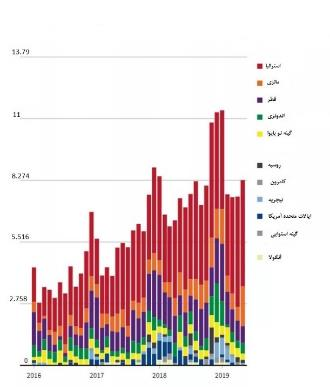 13.79
11
8.274
5.516
2.758
0
2016
2017
2018
2019
استرالیا
مالزی
قطر
اندونزی
گینه نو پاپوا
روسیه
کامرون
نیجریه
ایالات متحده آمریکا
گینه استوایی
آنگولا